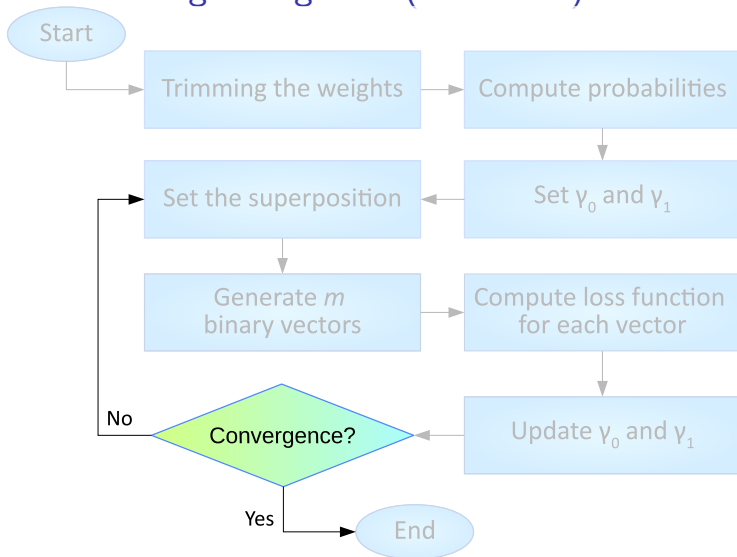 Start
Trimming the weights
Compute probabilities
Set the superposition
Set γ₀ and γ₁
Generate m
binary vectors
Compute loss function
for each vector
No
Convergence?
Update γ₀ and γ₁
Yes
End